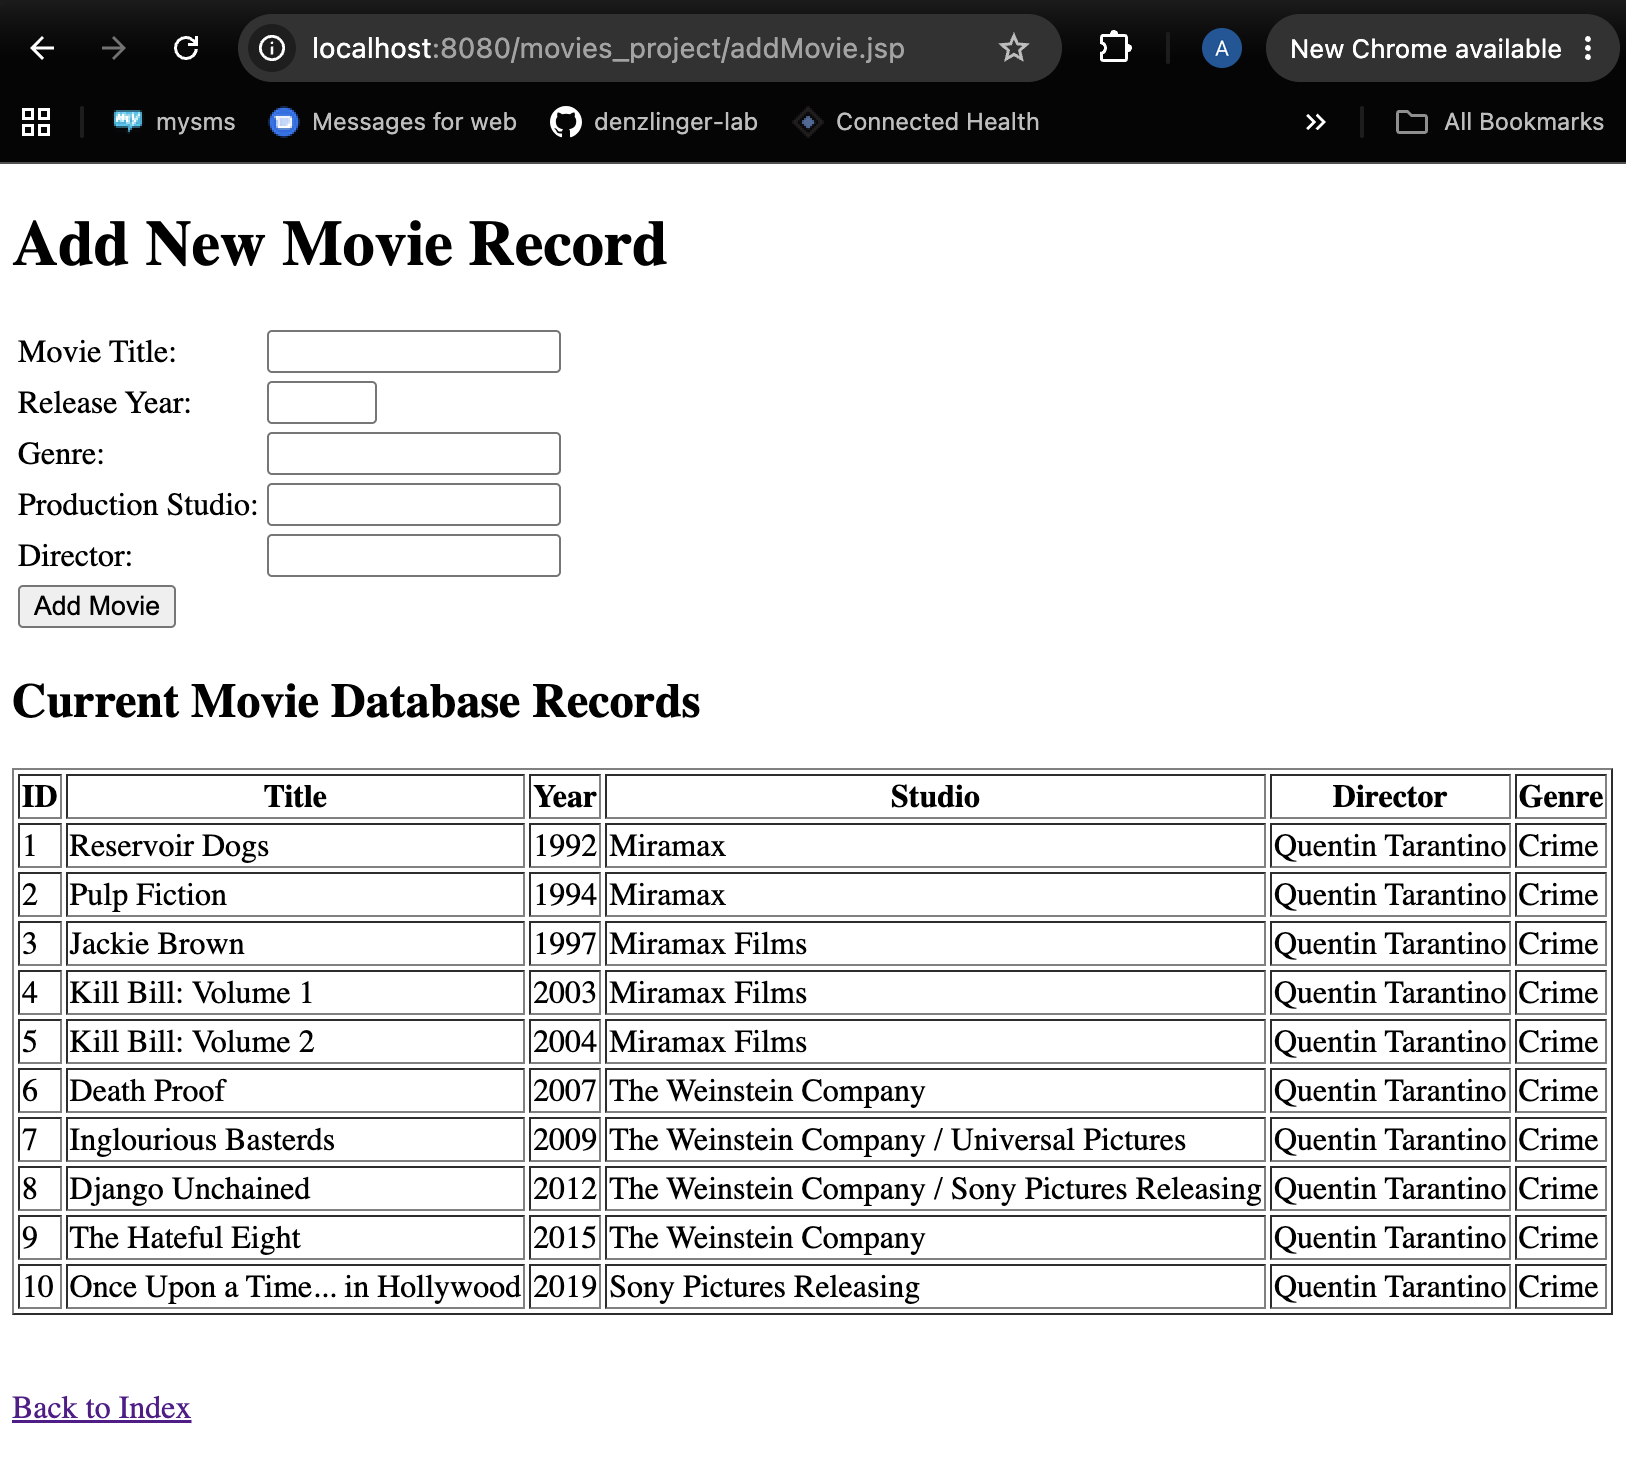 localhost:8080/movies_project/addMovie.jsp A New Chrome available
my mysms Messages for web denzlinger-lab Connected Health All Bookmarks
Add New Movie Record
Movie Title:
Release Year:
Genre:
Production Studio:
Director:
Add Movie
Current Movie Database Records
ID Title Year Studio Director Genre
1 Reservoir Dogs 1992 Miramax Quentin Tarantino Crime
2 Pulp Fiction 1994 Miramax Quentin Tarantino Crime
3 Jackie Brown 1997 Miramax Films Quentin Tarantino Crime
4 Kill Bill: Volume 1 2003 Miramax Films Quentin Tarantino Crime
5 Kill Bill: Volume 2 2004 Miramax Films Quentin Tarantino Crime
6 Death Proof 2007 The Weinstein Company Quentin Tarantino Crime
7 Inglourious Basterds 2009 The Weinstein Company / Universal Pictures Quentin Tarantino Crime
8 Django Unchained 2012 The Weinstein Company / Sony Pictures Releasing Quentin Tarantino Crime
9 The Hateful Eight 2015 The Weinstein Company Quentin Tarantino Crime
10 Once Upon a Time... in Hollywood 2019 Sony Pictures Releasing Quentin Tarantino Crime
Back to Index